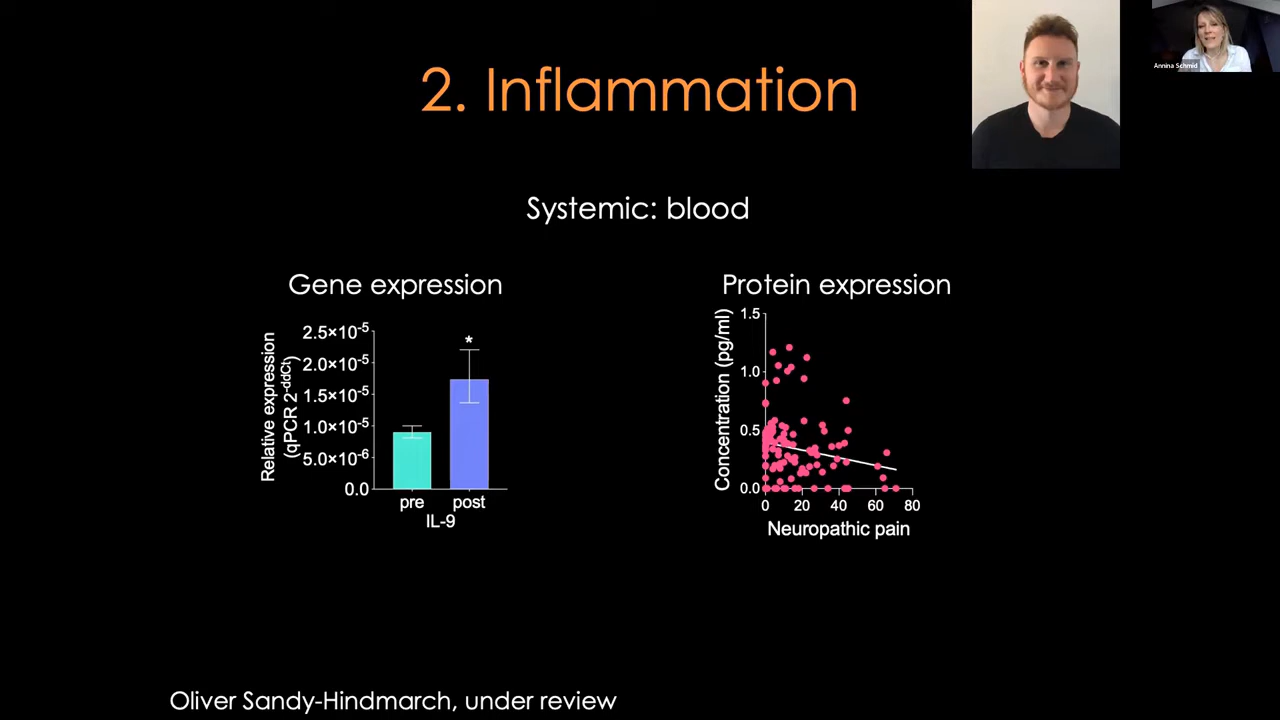 2. Inflammation
Annina Schmid
Systemic: blood
Gene expression
Relative expression
(qPCR 2-ddCt)
2.5×10-5
2.0×10-5
1.5×10-5
1.0×10-5
5.0×10-6
0.0
*
pre post
IL-9
Protein expression
Concentration (pg/ml)
1.5
1.0
0.5
0.0
0 20 40 60 80
Neuropathic pain
Oliver Sandy-Hindmarch, under review